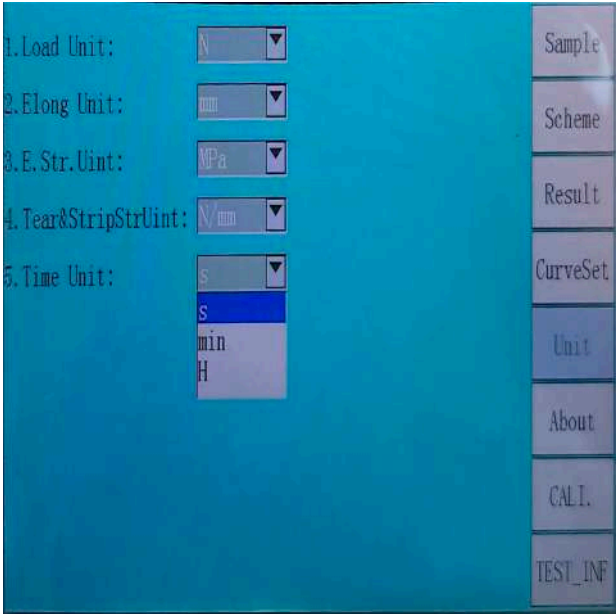 1.Load Unit: N
2.Elong Unit: mm
3.E.Str.Uint: MPa
4.Tear&StripStrUint: N/mm
5.Time Unit: s
s
min
H
Sample
Scheme
Result
CurveSet
Unit
About
CALI.
TEST_INF